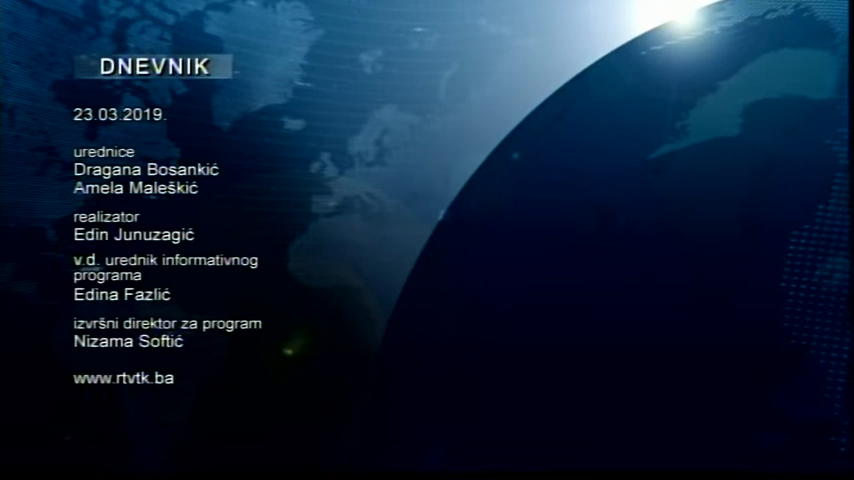 DNEVNIK
23.03.2019.
urednice
Dragana Bosankić
Amela Maleškić
realizator
Edin Junuzagić
v.d. urednik informativnog
programa
Edina Fazlić
izvršni direktor za program
Nizama Softić
www.rtvtk.ba